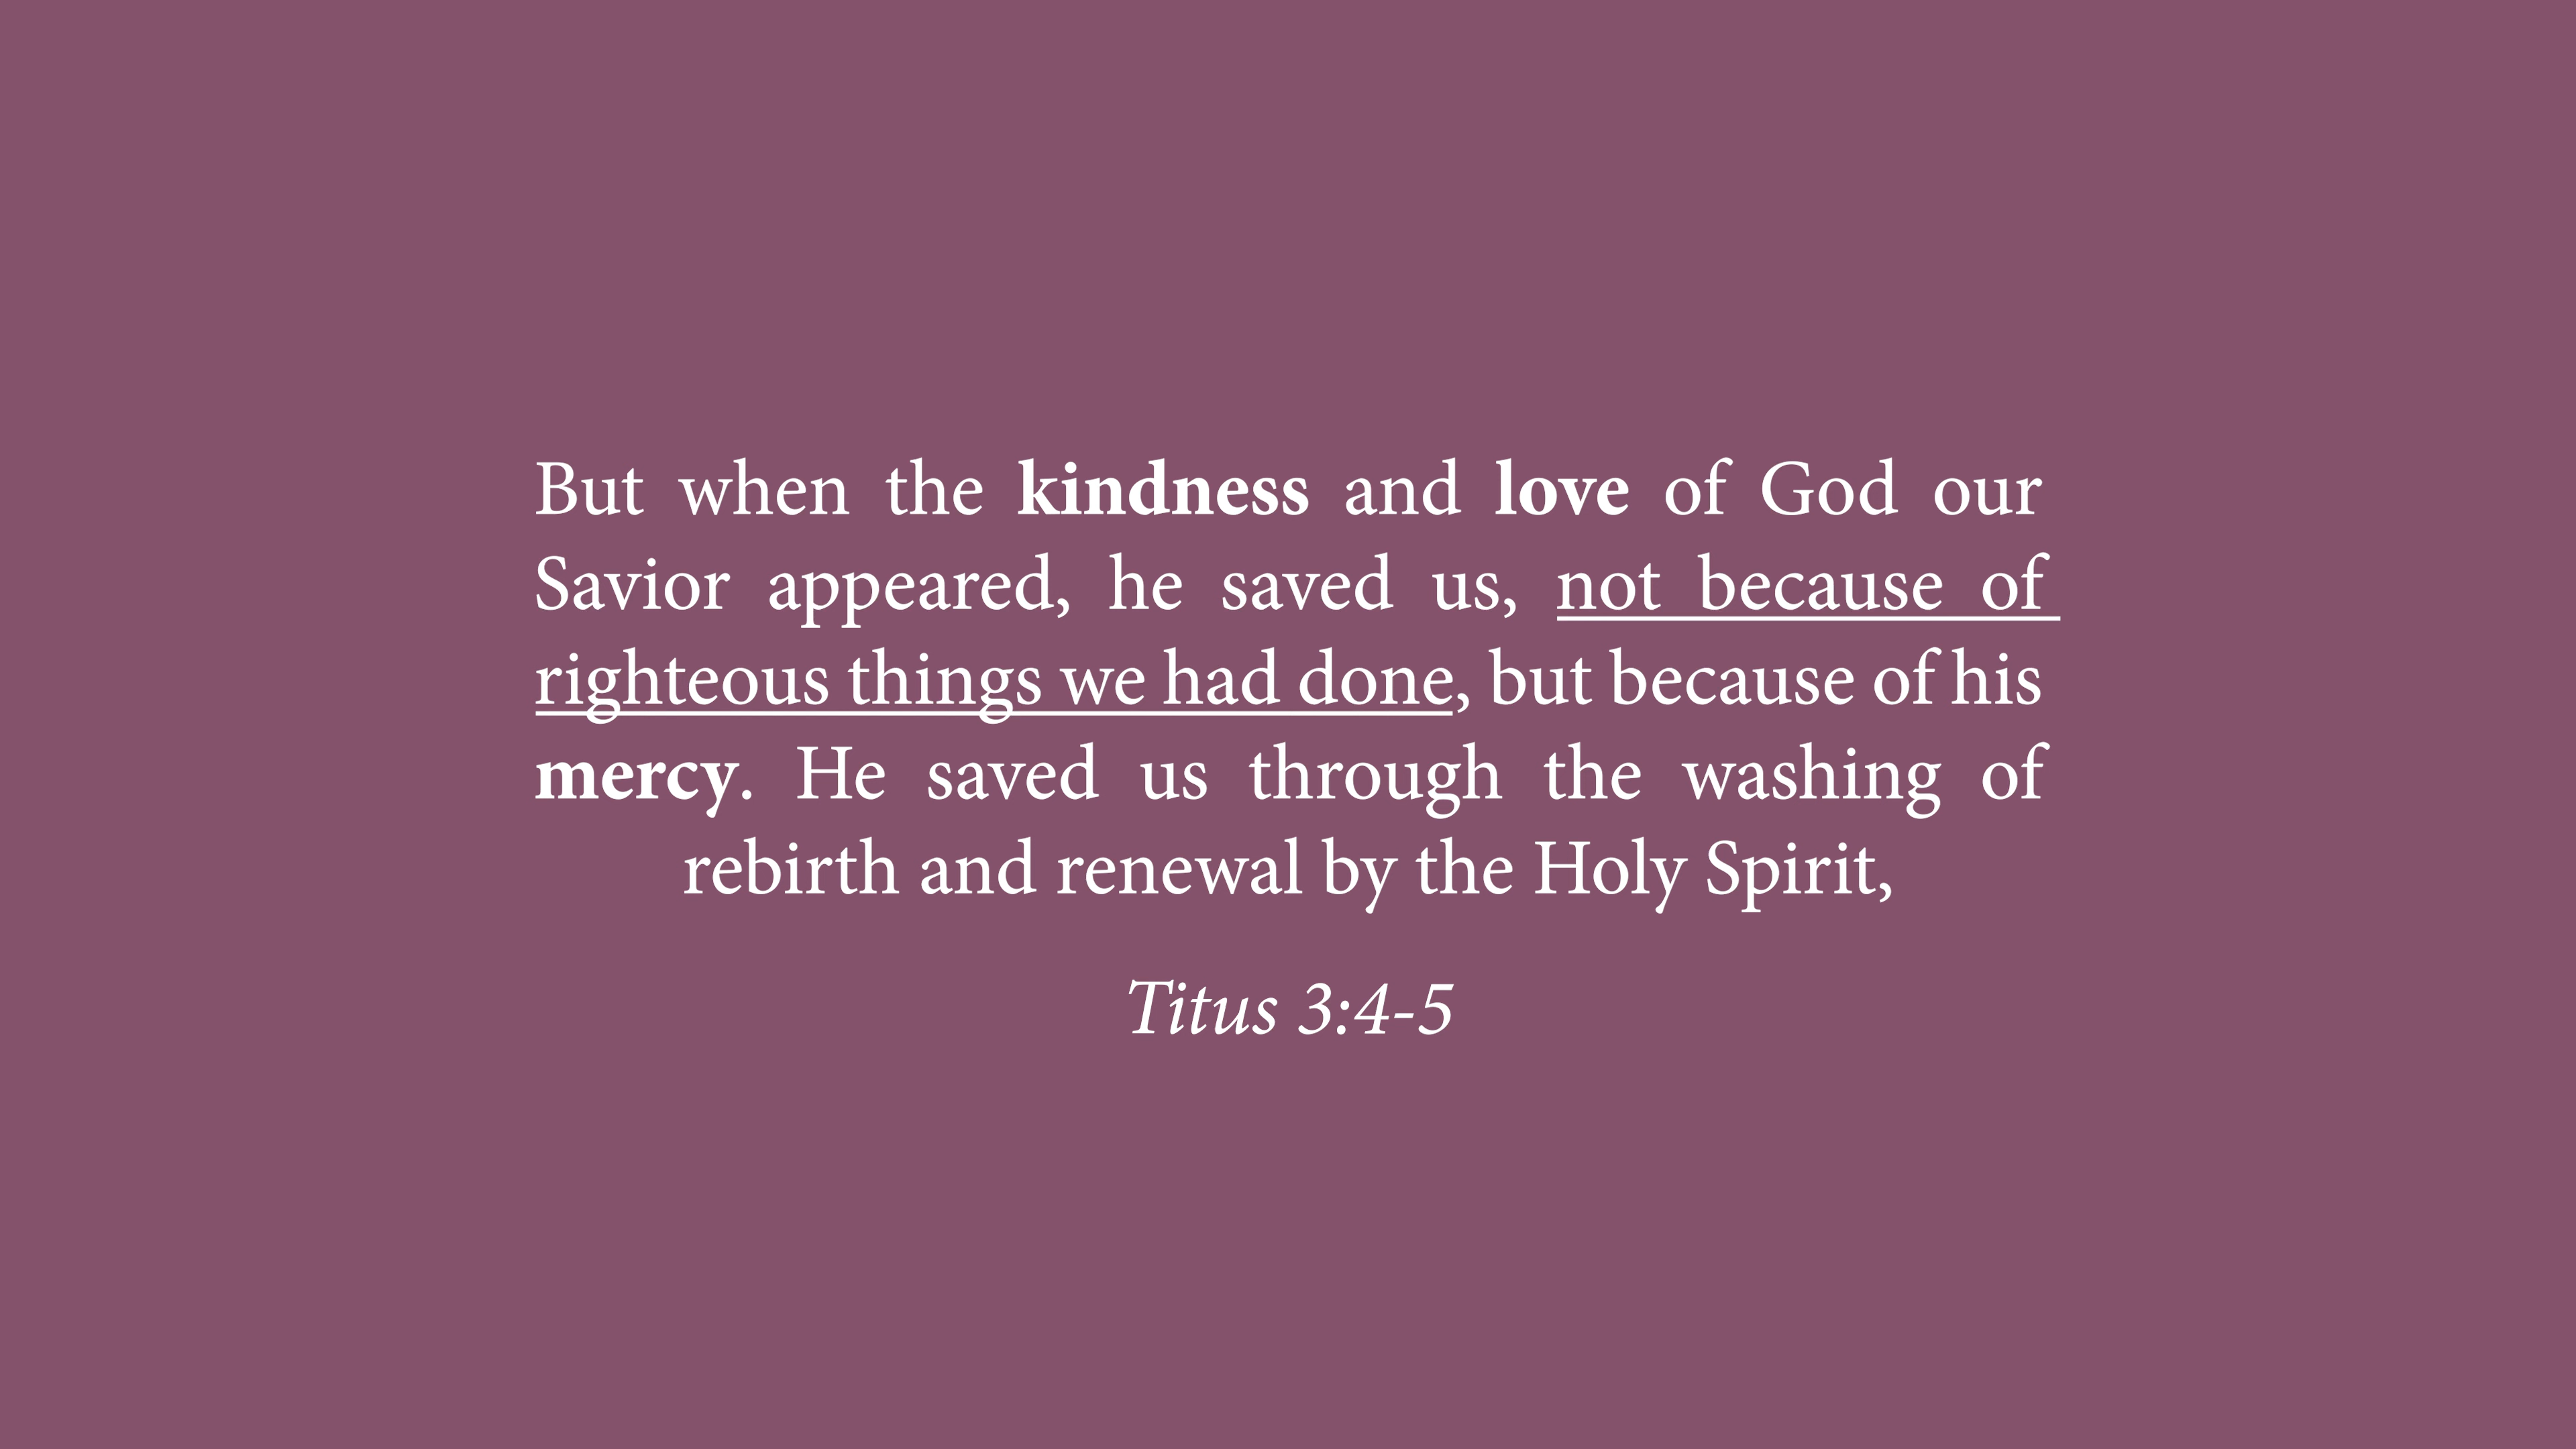 But when the kindness and love of God our
Savior appeared, he saved us, not because of
righteous things we had done, but because of his
mercy. He saved us through the washing of
rebirth and renewal by the Holy Spirit,
Titus 3:4-5